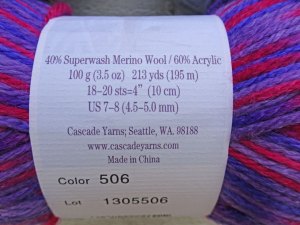 40% Superwash Merino Wool / 60% Acrylic
100 g (3.5 oz) 213 yds (195 m)
18-20 sts=4" (10 cm)
US 7-8 (4.5-5.0 mm)
Cascade Yarns; Seattle, WA. 98188
www.cascadeyarns.com
Made in China
Color 506
Lot 1305506